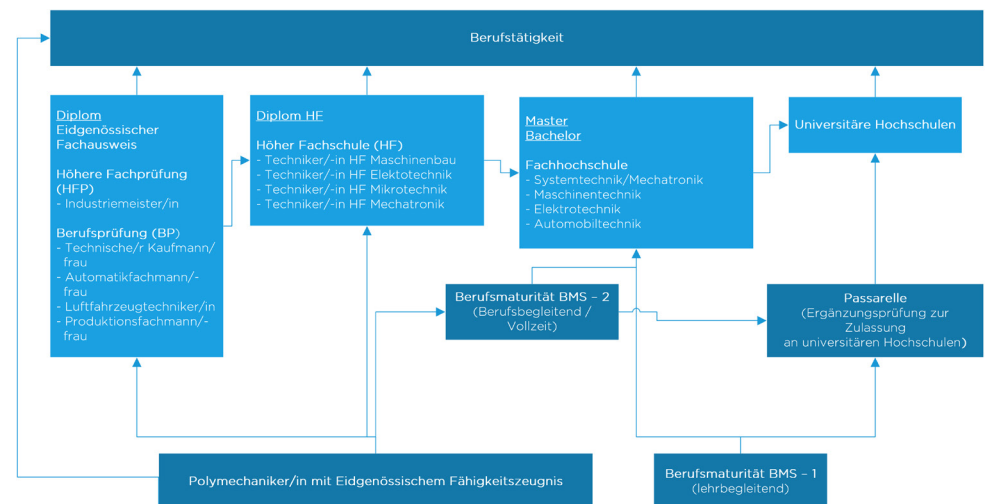 Berufstätigkeit
Diplom
Eidgenössischer
Fachausweis
Höhere Fachprüfung
(HFP)
- Industriemeister/in
Berufsprüfung (BP)
- Technische/r Kaufmann/
frau
- Automatikfachmann/-
frau
- Luftfahrzeugtechniker/in
- Produktionsfachmann/-
frau
Diplom HF
Höher Fachschule (HF)
- Techniker/-in HF Maschinenbau
- Techniker/-in HF Elektotechnik
- Techniker/-in HF Mikrotechnik
- Techniker/-in HF Mechatronik
Master
Bachelor
Fachhochschule
- Systemtechnik/Mechatronik
- Maschinentechnik
- Elektrotechnik
- Automobiltechnik
Universitäre Hochschulen
Berufsmaturität BMS – 2
(Berufsbegleitend /
Vollzeit)
Passarelle
(Ergänzungsprüfung zur
Zulassung
an universitären Hochschulen)
Polymechaniker/in mit Eidgenössischem Fähigkeitszeugnis
Berufsmaturität BMS – 1
(lehrbegleitend)